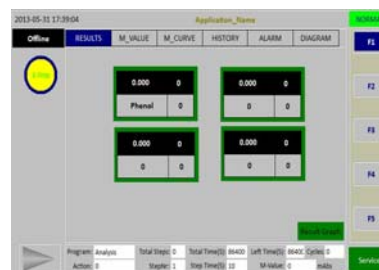 2013-05-31 17:39:04 Application_Name NORMAL
Offline RESULTS M_VALUE M_CURVE HISTORY ALARM DIAGRAM F1
F2
0.000 0 0.000 0
Phenol 0 0 0
F3
0.000 0 0.000 0
0 0 0 0
F4
F5
Result Graph
Program: Analysis Total Steps: 0 Total Time(S): 86400 Left Time(S): 86400 Cycles: 0
Action: 0 StepNr: 1 Step Time(S): 10 M-Value: 0 mAbs
Service